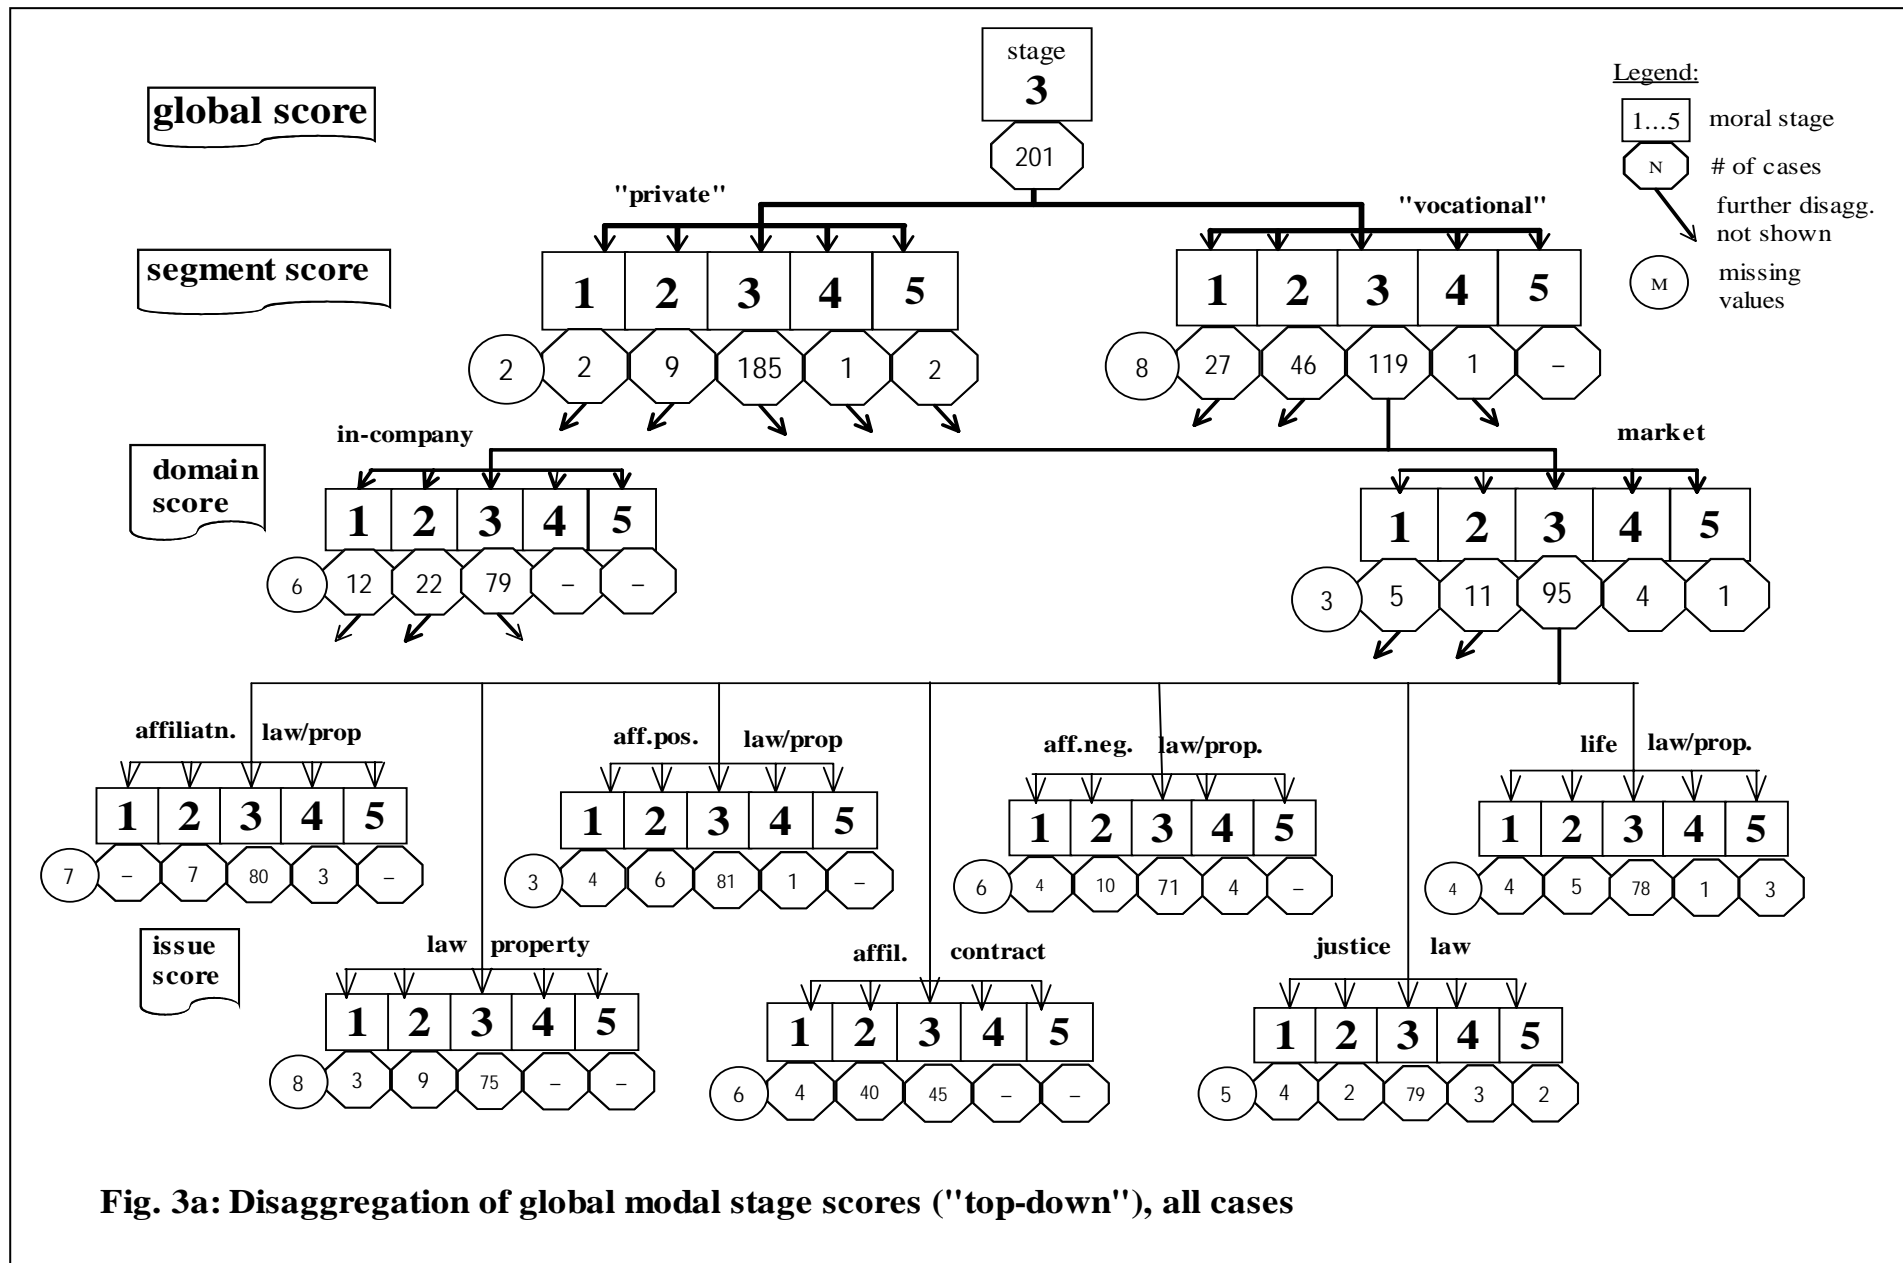 stage
3
201
Legend:
1...5 moral stage
N # of cases
further disagg.
not shown
M missing
values
global score
"private" "vocational"
segment score
1 2 3 4 5
2 2 9 185 1 2
1 2 3 4 5
8 27 46 119 1 –
in-company market
domain
score
1 2 3 4 5
6 12 22 79 – –
1 2 3 4 5
3 5 11 95 4 1
affiliatn. law/prop
1 2 3 4 5
7 – 7 80 3 –
aff.pos. law/prop
1 2 3 4 5
3 4 6 81 1 –
aff.neg. law/prop.
1 2 3 4 5
6 4 10 71 4 –
life law/prop.
1 2 3 4 5
4 4 5 78 1 3
issue
score
law property
1 2 3 4 5
8 3 9 75 – –
affil. contract
1 2 3 4 5
6 4 40 45 – –
justice law
1 2 3 4 5
5 4 2 79 3 2
Fig. 3a: Disaggregation of global modal stage scores ("top-down"), all cases